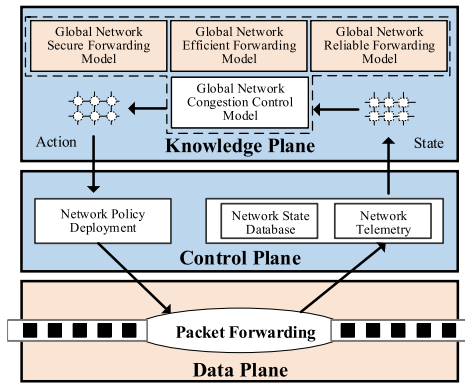 Global Network
Secure Forwarding
Model
Global Network
Efficient Forwarding
Model
Global Network
Reliable Forwarding
Model
Global Network
Congestion Control
Model
Action
State
Knowledge Plane
Network Policy
Deployment
Network State
Database
Network
Telemetry
Control Plane
Packet Forwarding
Data Plane